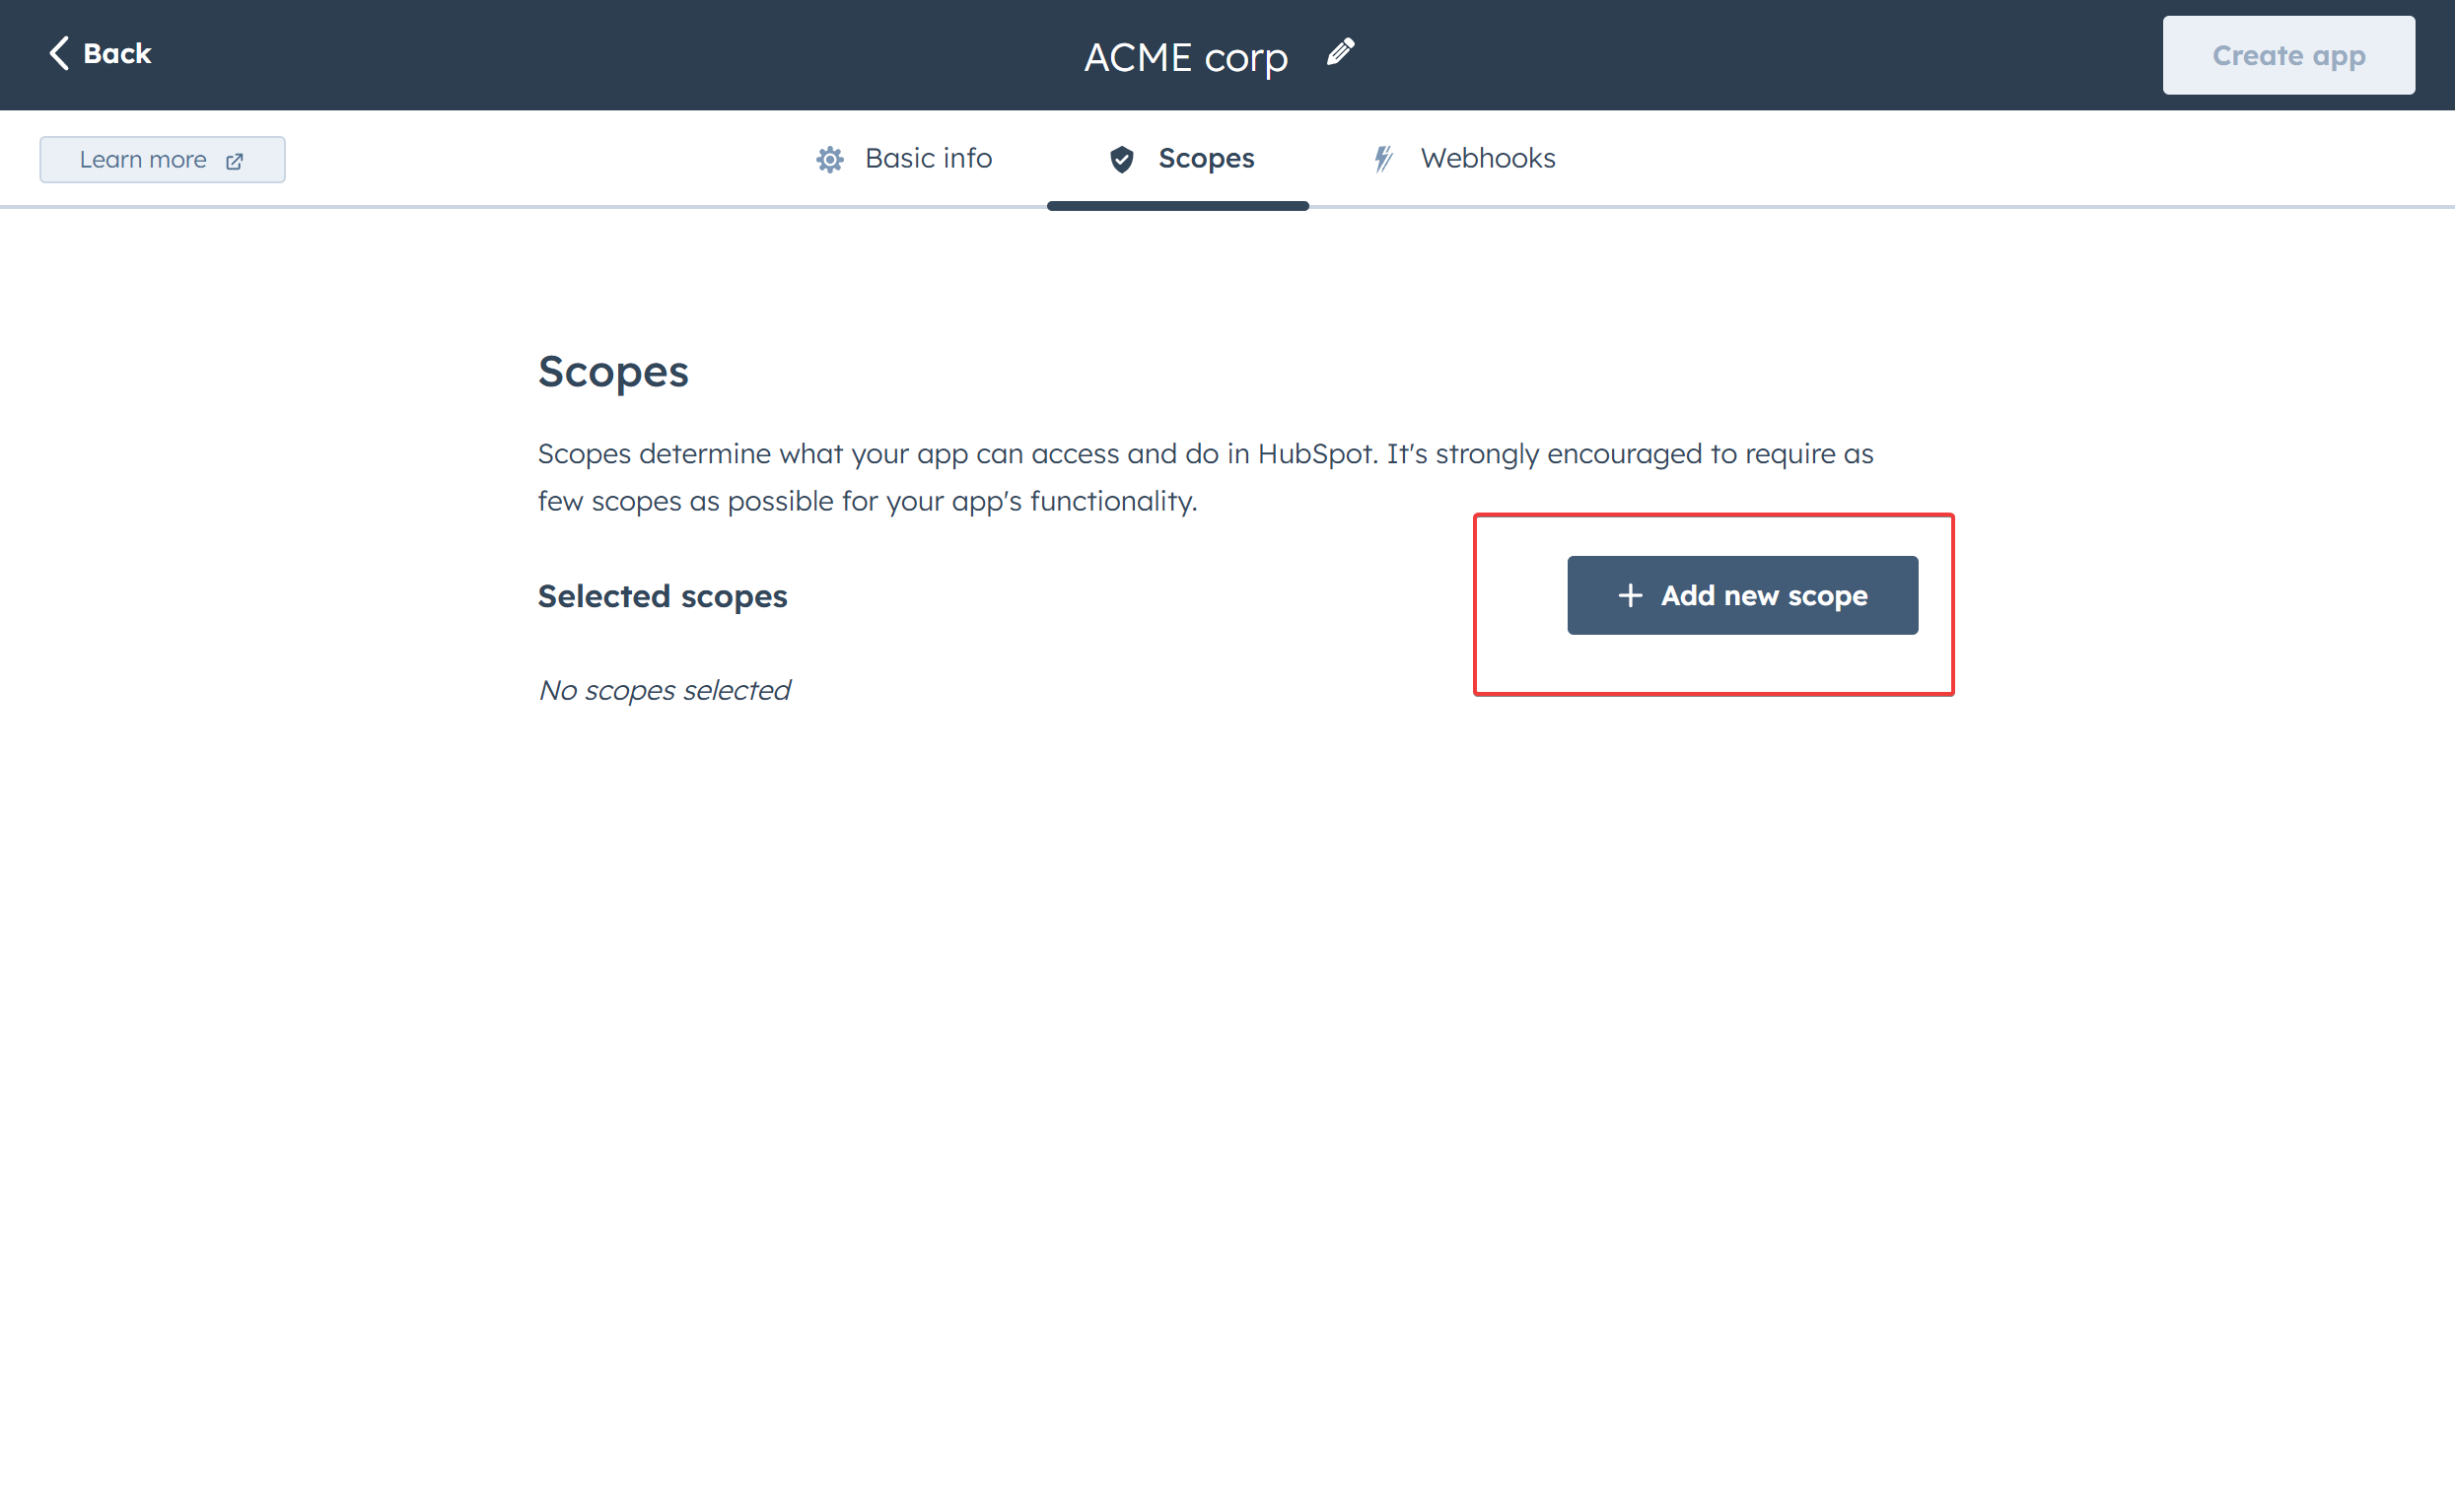 Back
ACME corp
Create app
Learn more
Basic info
Scopes
Webhooks
Scopes
Scopes determine what your app can access and do in HubSpot. It's strongly encouraged to require as
few scopes as possible for your app's functionality.
Selected scopes
Add new scope
No scopes selected